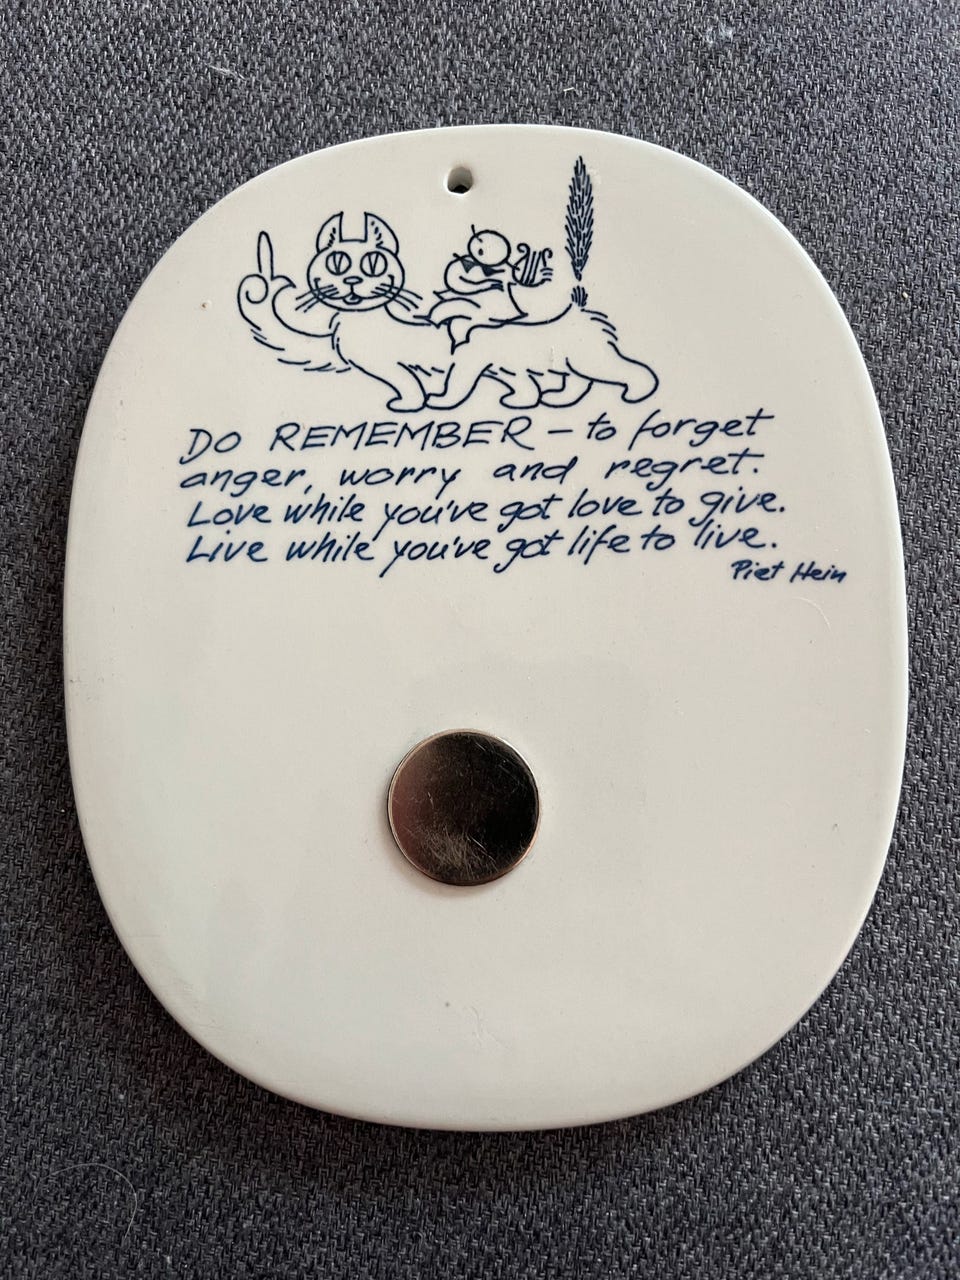 DO REMEMBER – to forget
anger, worry and regret.
Love while you've got love to give.
Live while you've got life to live.
Piet Hein